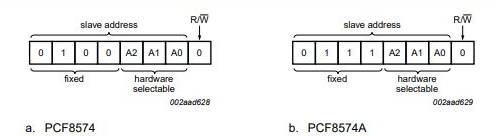 R/W
slave address
0 1 0 0 A2 A1 A0 0
fixed
hardware
selectable
002aad628
a. PCF8574
R/W
slave address
0 1 1 1 A2 A1 A0 0
fixed
hardware
selectable
002aad629
b. PCF8574A